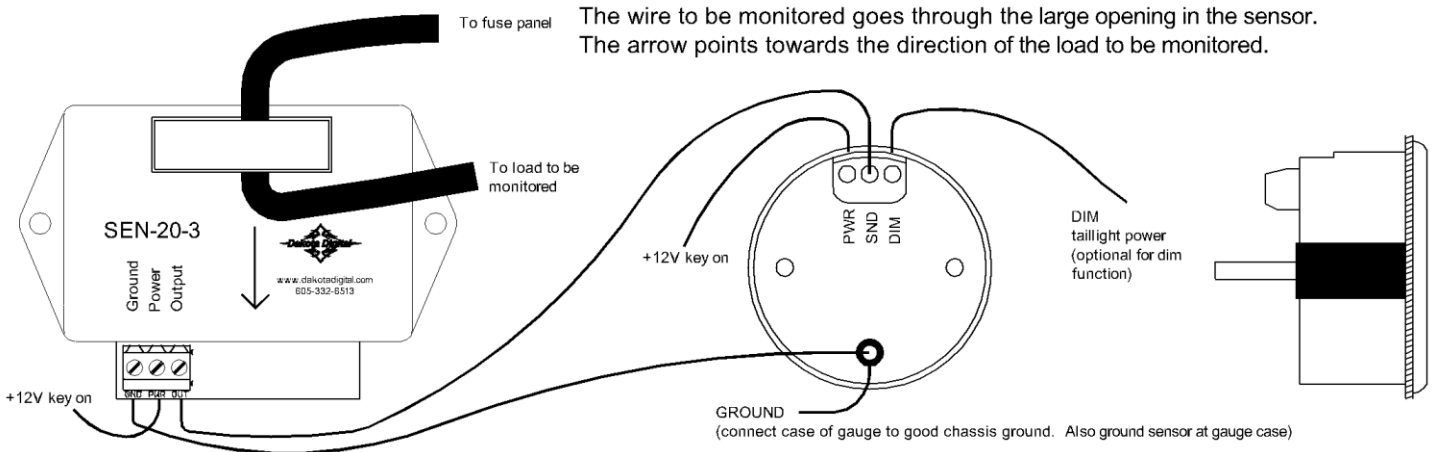 To fuse panel
The wire to be monitored goes through the large opening in the sensor.
The arrow points towards the direction of the load to be monitored.
To load to be
monitored
SEN-20-3
Dakota Digital
www.dakotadigital.com
605-332-6513
Ground
Power
Output
GND PWR OUT
+12V key on
PWR
SND
DIM
+12V key on
DIM
taillight power
(optional for dim
function)
GROUND
(connect case of gauge to good chassis ground. Also ground sensor at gauge case)